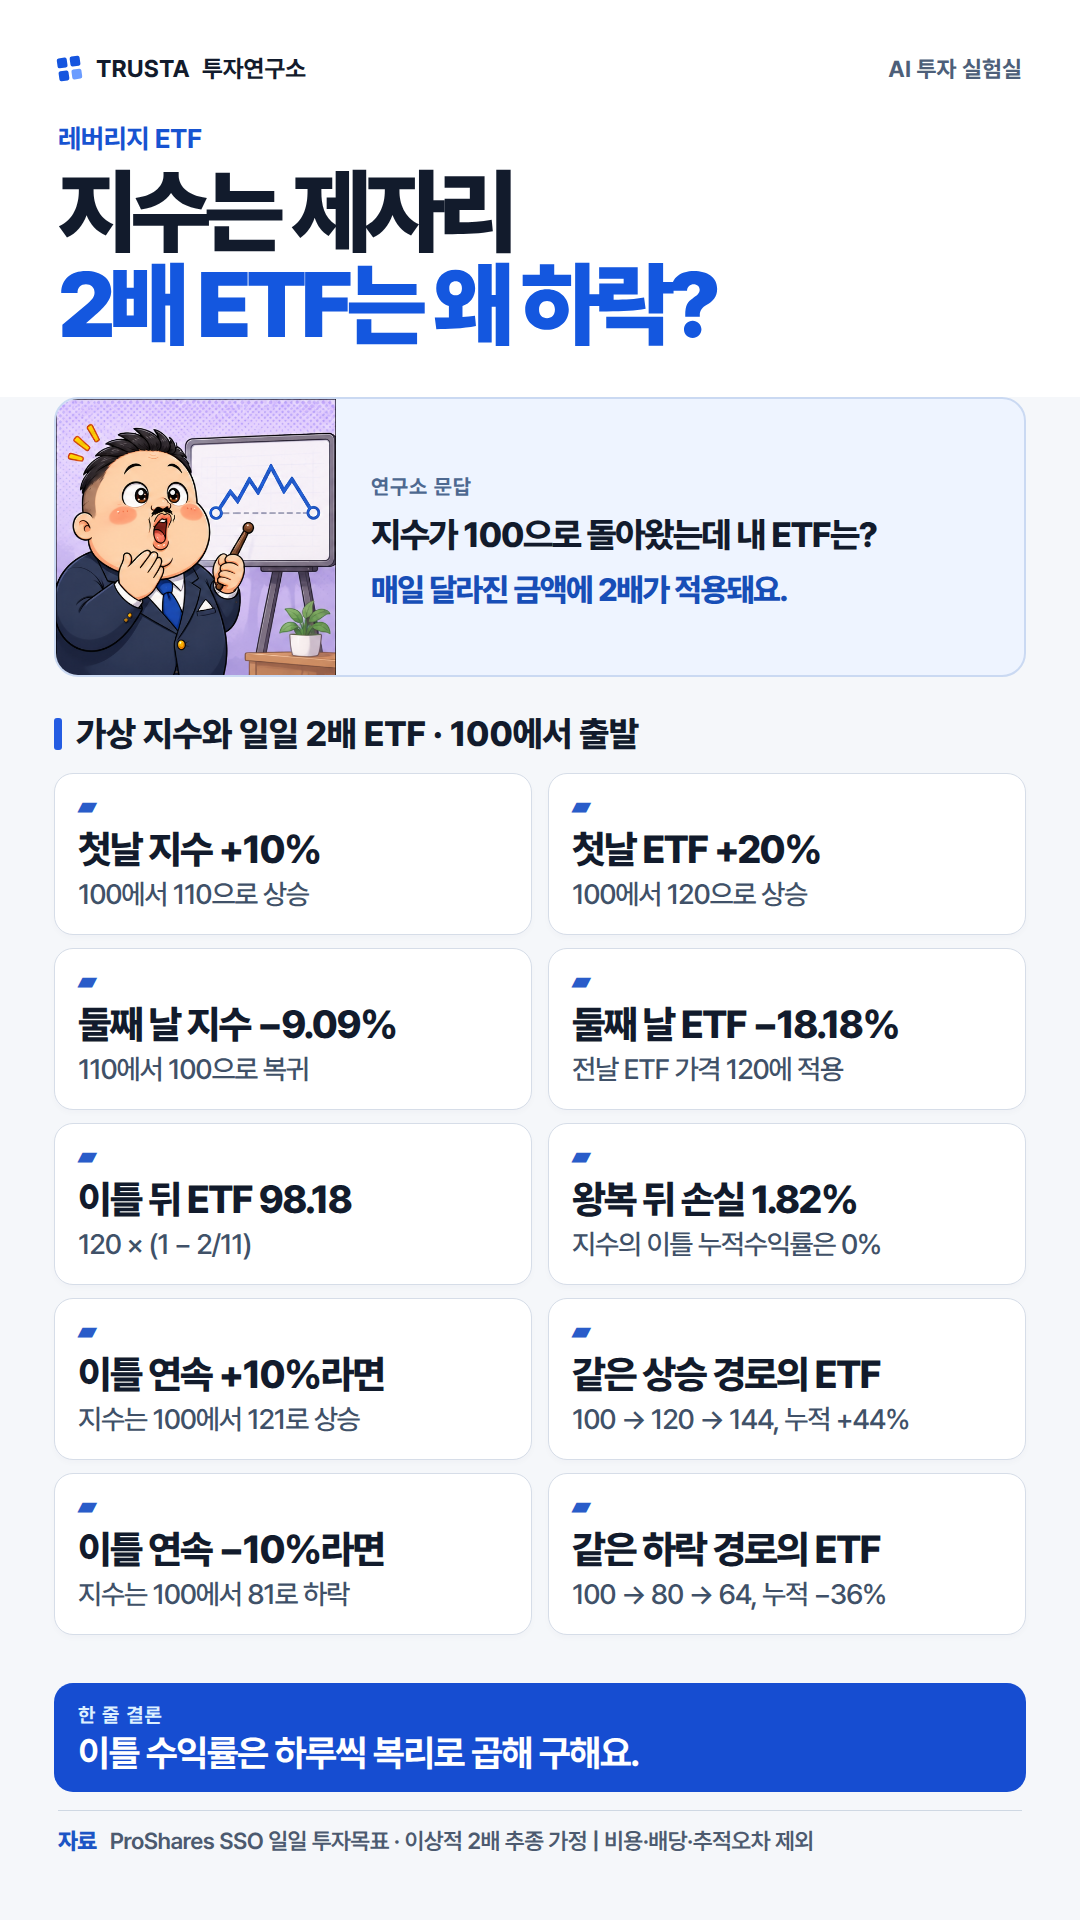 TRUSTA 투자연구소
AI 투자 실험실
레버리지 ETF
지수는 제자리
2배 ETF는 왜 하락?
연구소 문답
지수가 100으로 돌아왔는데 내 ETF는?
매일 달라진 금액에 2배가 적용돼요.
가상 지수와 일일 2배 ETF · 100에서 출발
첫날 지수 +10%
100에서 110으로 상승
첫날 ETF +20%
100에서 120으로 상승
둘째 날 지수 −9.09%
110에서 100으로 복귀
둘째 날 ETF −18.18%
전날 ETF 가격 120에 적용
이틀 뒤 ETF 98.18
120 × (1 − 2/11)
왕복 뒤 손실 1.82%
지수의 이틀 누적수익률은 0%
이틀 연속 +10%라면
지수는 100에서 121로 상승
같은 상승 경로의 ETF
100 → 120 → 144, 누적 +44%
이틀 연속 −10%라면
지수는 100에서 81로 하락
같은 하락 경로의 ETF
100 → 80 → 64, 누적 −36%
한 줄 결론
이틀 수익률은 하루씩 복리로 곱해 구해요.
자료 ProShares SSO 일일 투자목표 · 이상적 2배 추종 가정 | 비용·배당·추적오차 제외